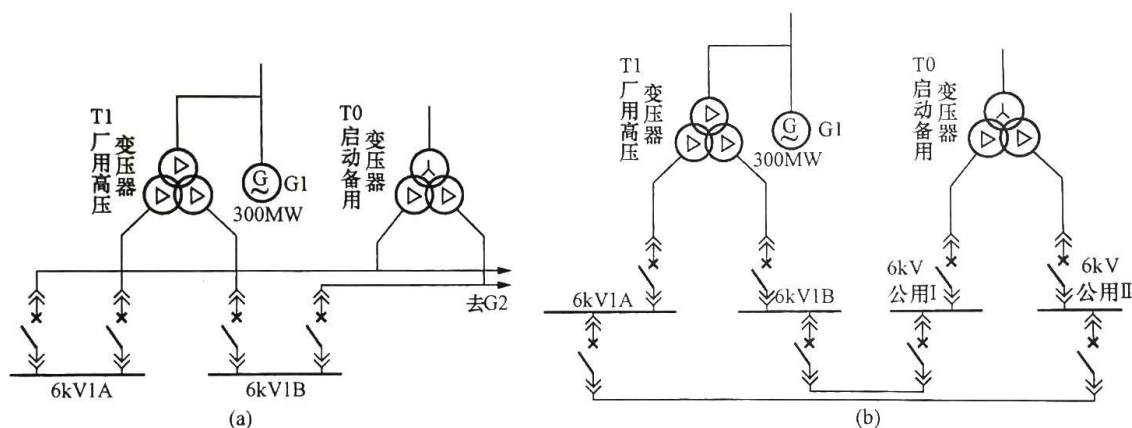 T1
厂用高压
变压器
G
~
G1
300MW
T0
启动备用
变压器
去G2
6kV1A
6kV1B
(a)
T1
厂用高压
变压器
G
~
G1
300MW
T0
启动备用
变压器
6kV1A
6kV1B
6kV
公用Ⅰ
6kV
公用Ⅱ
(b)